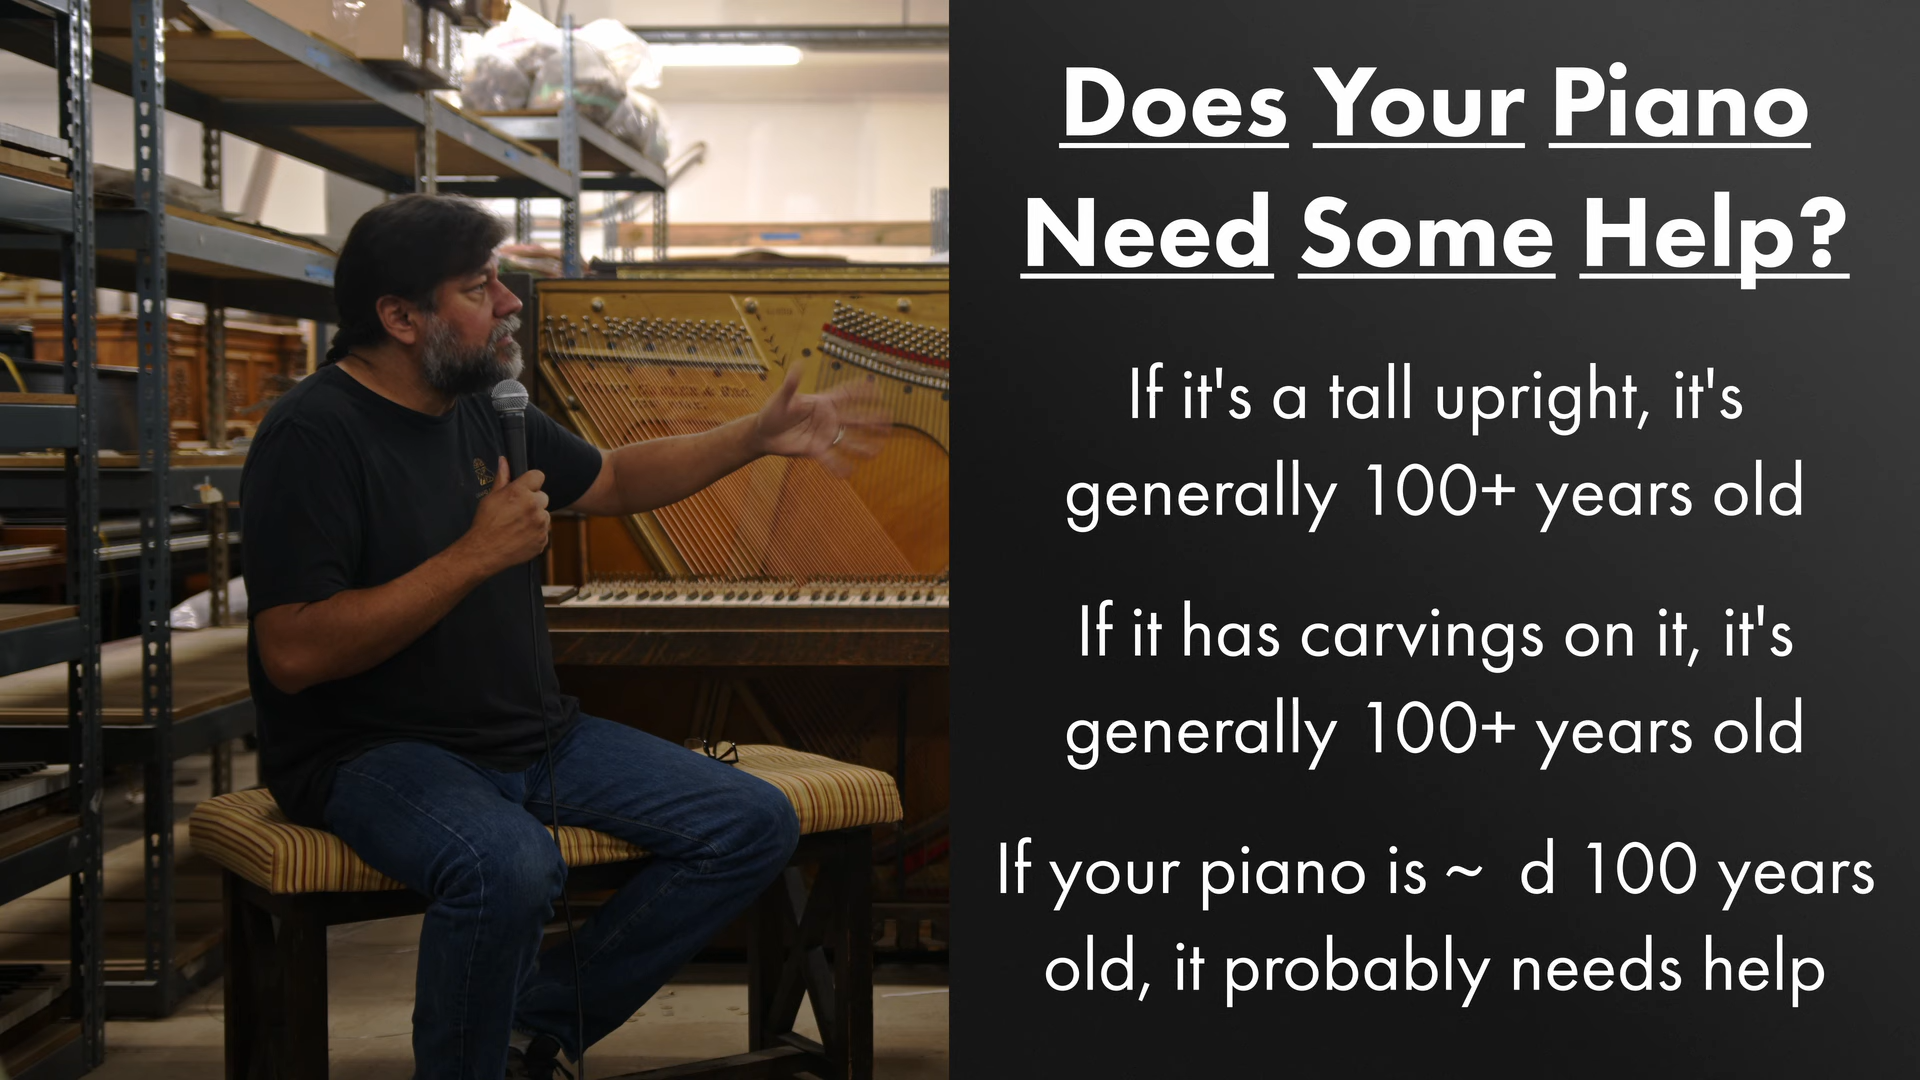 Does Your Piano
Need Some Help?
If it's a tall upright, it's
generally 100+ years old
If it has carvings on it, it's
generally 100+ years old
If your piano is ~  d 100 years
old, it probably needs help